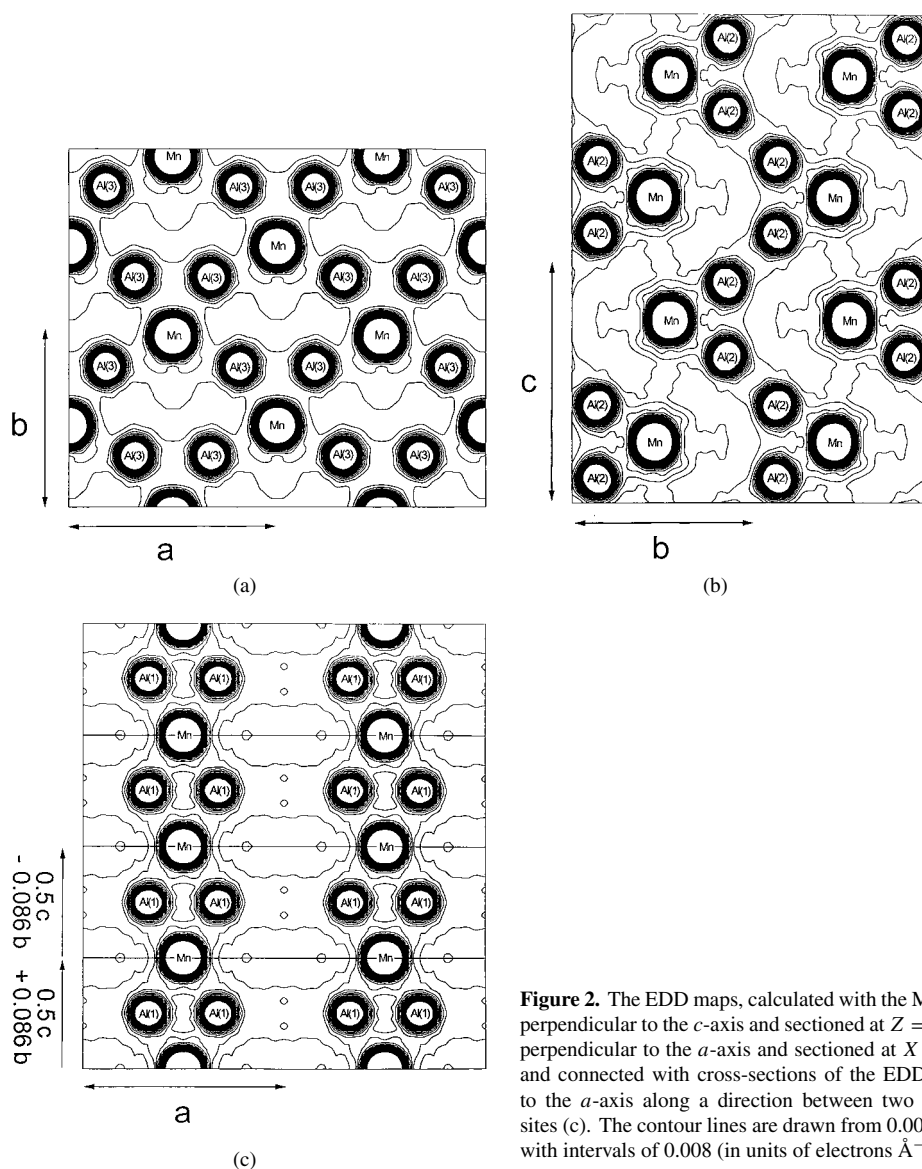 Mn Mn
Al(3) Al(3) Al(3) Al(3)
Mn
Al(3) Al(3) Al(3) Al(3)
Mn Mn
Al(3) Al(3) Al(3) Al(3)
Mn
Al(3) Al(3) Al(3) Al(3)
b
a
(a)
Al(2) Al(2)
Mn Mn
Al(2) Al(2)
Al(2) Al(2)
Mn Mn
Al(2) Al(2)
Al(2) Al(2)
Mn Mn
Al(2) Al(2)
Al(2) Al(2)
Mn Mn
Al(2) Al(2)
c
b
(b)
Al(1) Al(1) Al(1) Al(1)
Mn Mn
Al(1) Al(1) Al(1) Al(1)
Mn Mn
Al(1) Al(1) Al(1) Al(1)
Mn Mn
Al(1) Al(1) Al(1) Al(1)
0.5c
- 0.086b
0.5c
+ 0.086b
a
(c)
Figure 2. The EDD maps, calculated with the M
perpendicular to the c-axis and sectioned at Z =
perpendicular to the a-axis and sectioned at X
and connected with cross-sections of the EDD
to the a-axis along a direction between two
sites (c). The contour lines are drawn from 0.00
with intervals of 0.008 (in units of electrons Å⁻